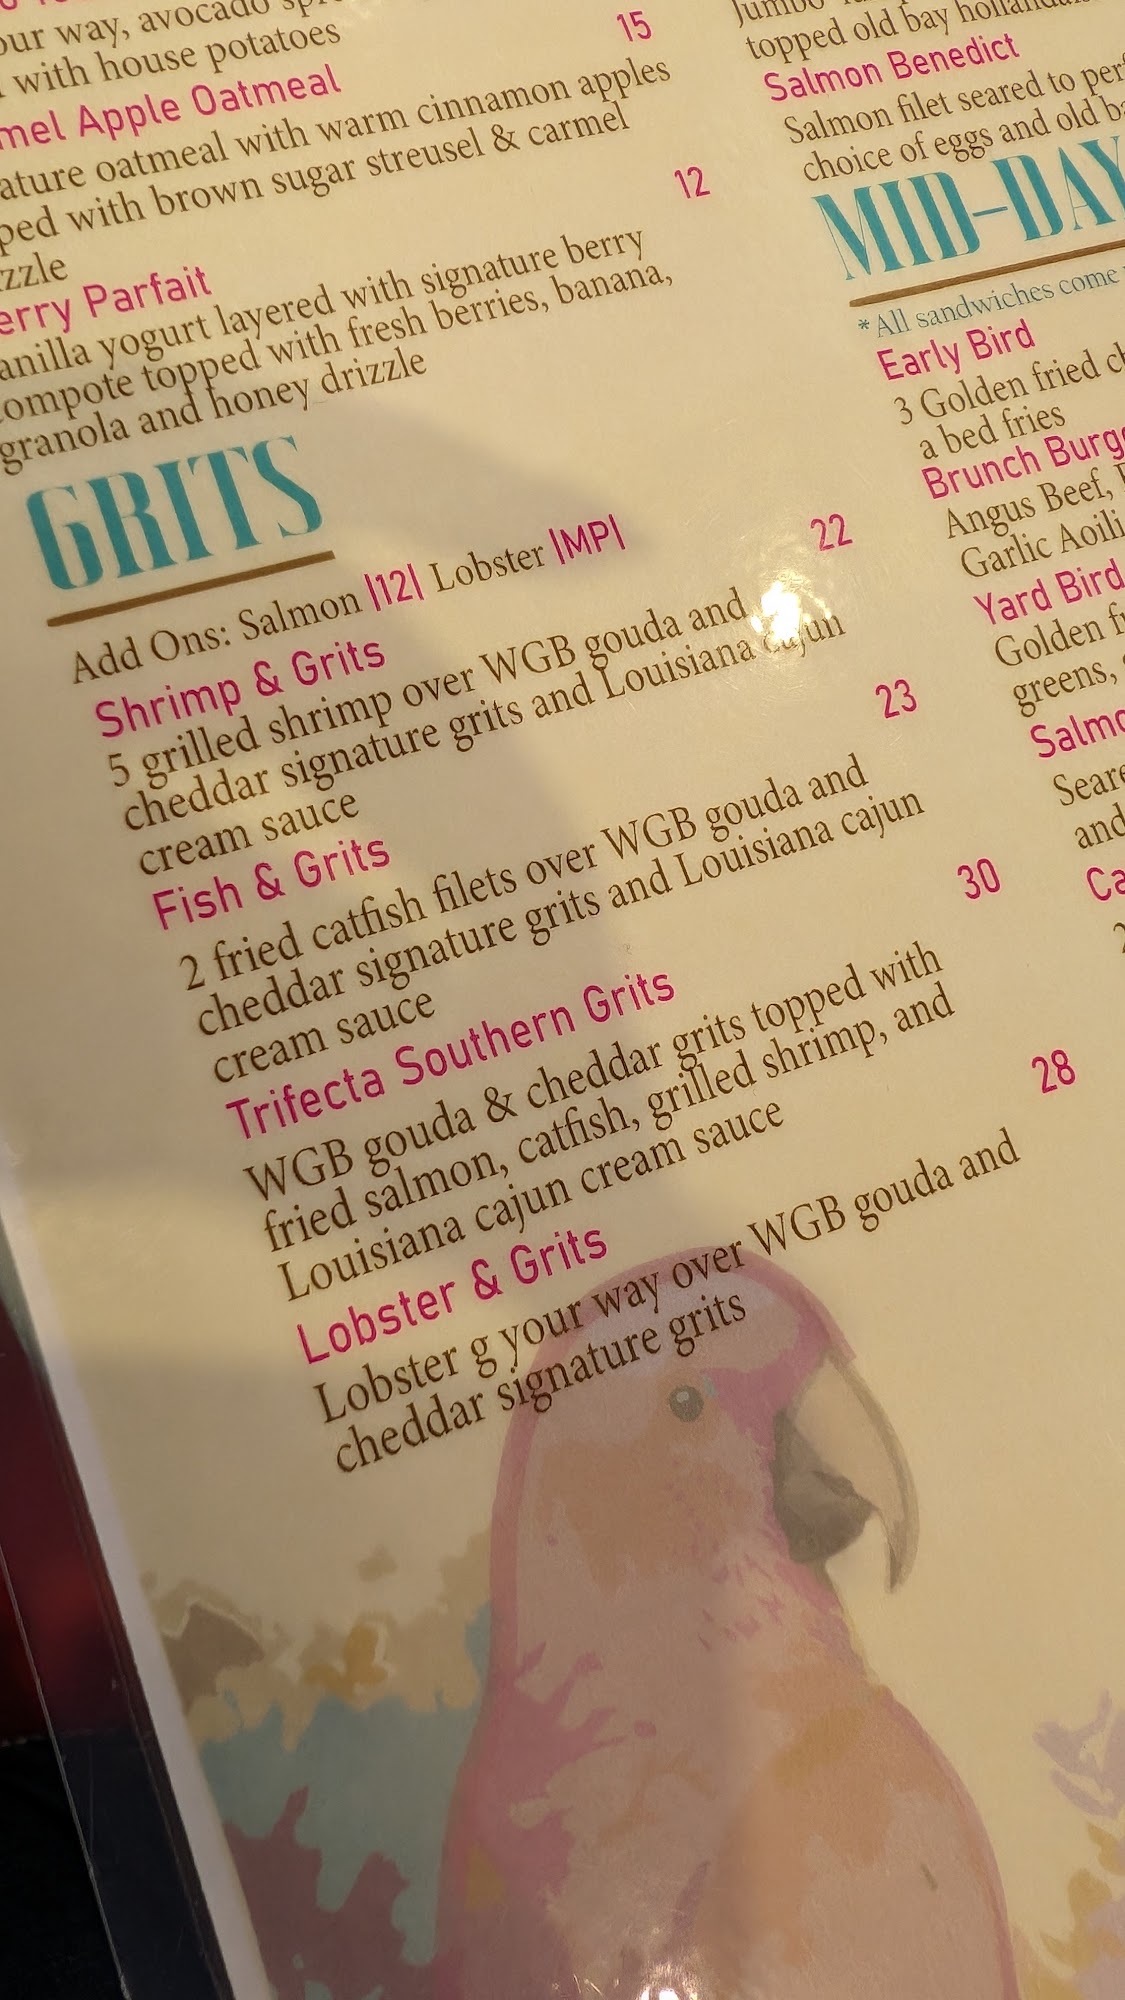 our way, avocado
with house potatoes
mel Apple Oatmeal 15
ature oatmeal with warm cinnamon apples
ped with brown sugar streusel & carmel
zzle
erry Parfait 12
anilla yogurt layered with signature berry
compote topped with fresh berries, banana,
granola and honey drizzle
GRITS
Add Ons: Salmon |12| Lobster |MP|
Shrimp & Grits 22
5 grilled shrimp over WGB gouda and
cheddar signature grits and Louisiana cajun
cream sauce
Fish & Grits 23
2 fried catfish filets over WGB gouda and
cheddar signature grits and Louisiana cajun
cream sauce
Trifecta Southern Grits 30
WGB gouda & cheddar grits topped with
fried salmon, catfish, grilled shrimp, and
Louisiana cajun cream sauce
Lobster & Grits 28
Lobster g your way over WGB gouda and
cheddar signature grits
Jumbo
topped old bay
Salmon Benedict
Salmon filet seared to
choice of eggs and old
MID-DAY
*All sandwiches come
Early Bird
3 Golden fried
a bed fries
Brunch Burg
Angus Beef,
Garlic Aoili
Yard Bird
Golden
greens,
Salmo
Seare
and
Ca